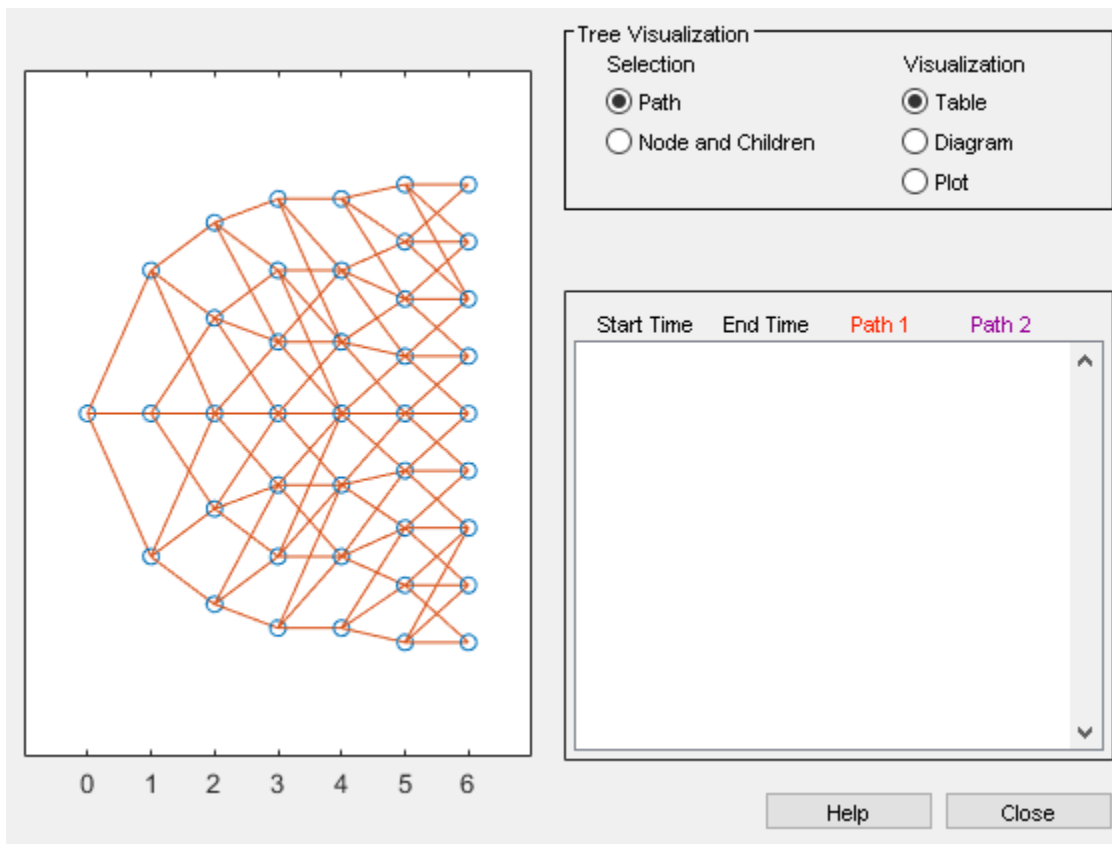 Tree Visualization
Selection
Path
Node and Children
Visualization
Table
Diagram
Plot
Start Time End Time Path 1 Path 2
0 1 2 3 4 5 6
Help Close